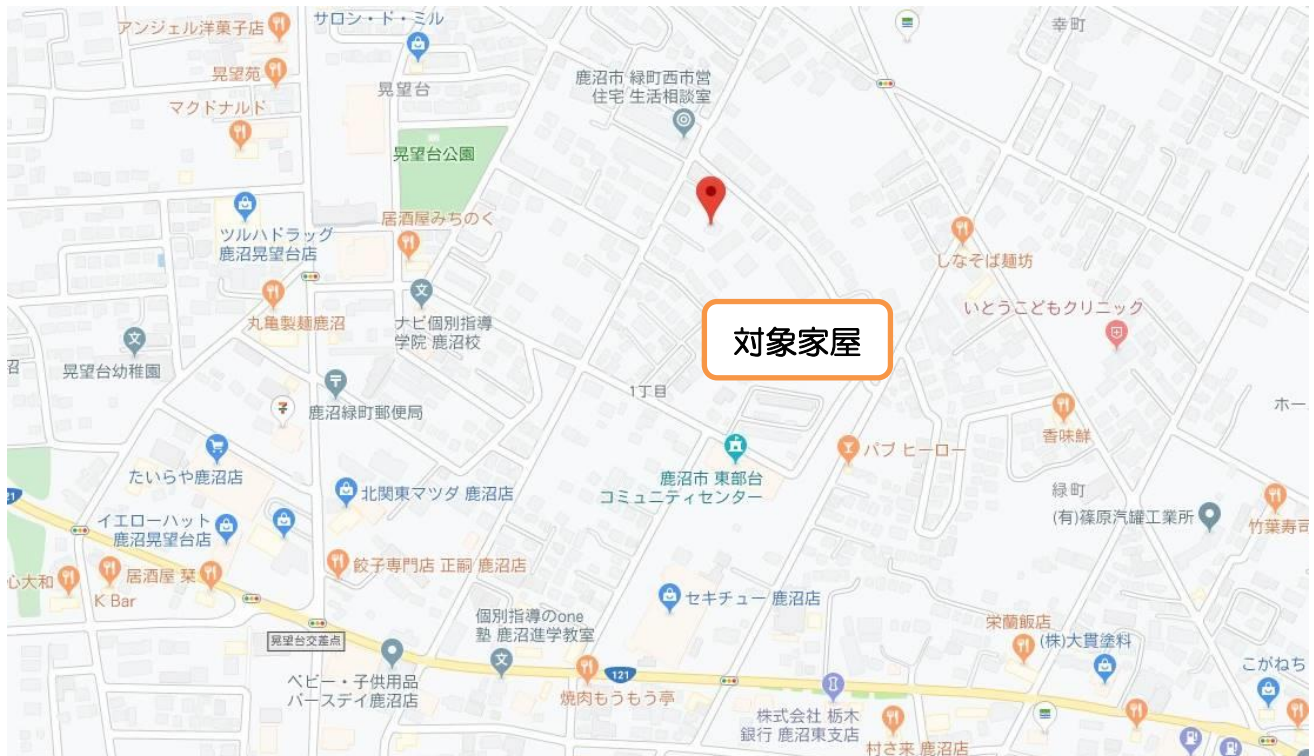 アンジェル洋菓子店
サロン・ド・ミル
幸町
晃望苑
晃望台
鹿沼市 緑町西市営
住宅 生活相談室
マクドナルド
晃望台公園
居酒屋みちのく
ツルハドラッグ
鹿沼晃望台店
しなそば麺坊
いとうこどもクリニック
丸亀製麺鹿沼
ナビ個別指導
学院 鹿沼校
対象家屋
沼
晃望台幼稚園
1丁目
鹿沼緑町郵便局
ホー
香味鮮
パブ ヒーロー
たいらや鹿沼店
鹿沼市 東部台
コミュニティセンター
北関東マツダ 鹿沼店
緑町
(有)篠原汽罐工業所
竹葉寿司
21
イエローハット
鹿沼晃望台店
餃子専門店 正嗣 鹿沼店
心大和
居酒屋 栞
K Bar
セキチュー 鹿沼店
個別指導のone
塾 鹿沼進学教室
栄蘭飯店
(株)大貫塗料
晃望台交差点
こがねち
ベビー・子供用品
バースデイ鹿沼店
121
焼肉もうもう亭
株式会社 栃木
銀行 鹿沼東支店
村さ来 鹿沼店